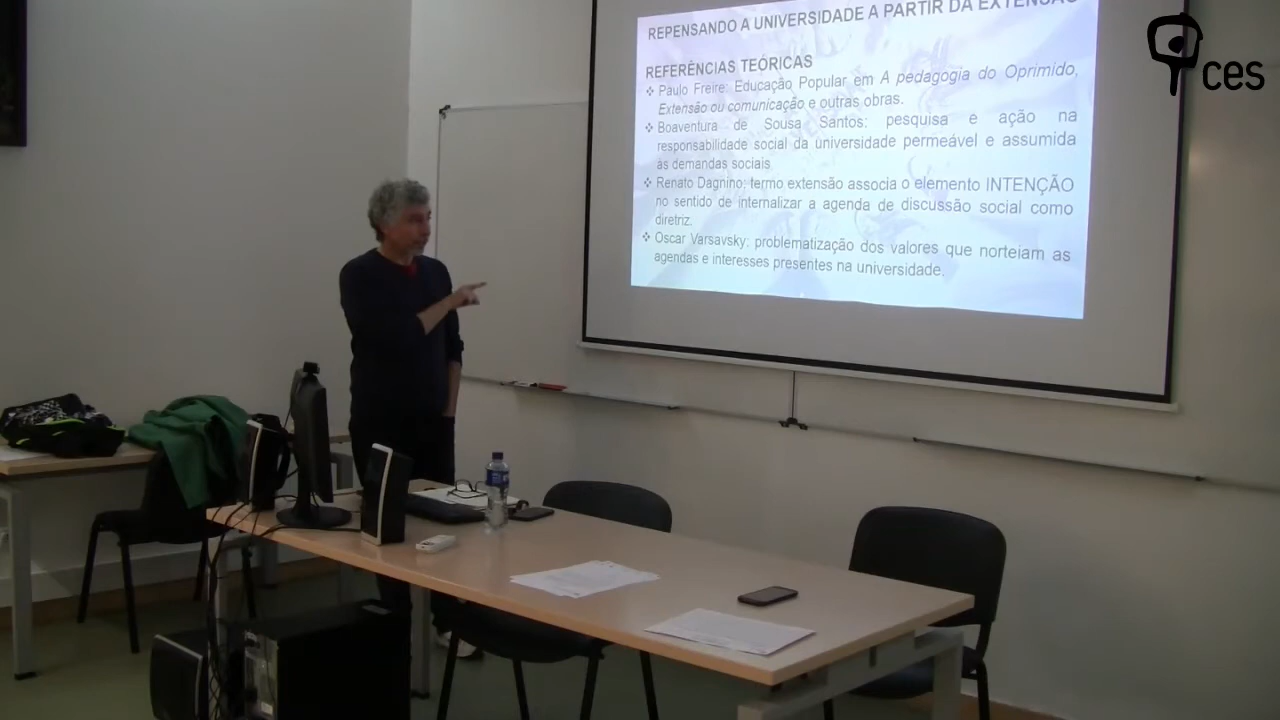 REPENSANDO A UNIVERSIDADE A PARTIR DA EXTENSÃO
REFERÊNCIAS TEÓRICAS
❖ Paulo Freire: Educação Popular em A pedagogia do Oprimido,
Extensão ou comunicação e outras obras.
❖ Boaventura de Sousa Santos: pesquisa e ação na
responsabilidade social da universidade permeável e assumida
às demandas sociais
❖ Renato Dagnino: termo extensão associa o elemento INTENÇÃO
no sentido de internalizar a agenda de discussão social como
diretriz.
❖ Oscar Varsavsky: problematização dos valores que norteiam as
agendas e interesses presentes na universidade.
ces